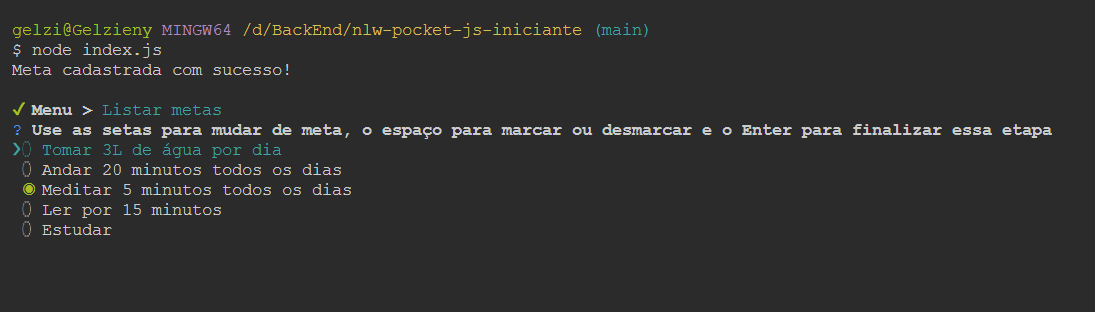 gelzi@Gelzieny MINGW64 /d/BackEnd/nlw-pocket-js-iniciante (main)
$ node index.js
Meta cadastrada com sucesso!
✓ Menu > Listar metas
? Use as setas para mudar de meta, o espaço para marcar ou desmarcar e o Enter para finalizar essa etapa
❯◯ Tomar 3L de água por dia
◯ Andar 20 minutos todos os dias
◉ Meditar 5 minutos todos os dias
◯ Ler por 15 minutos
◯ Estudar